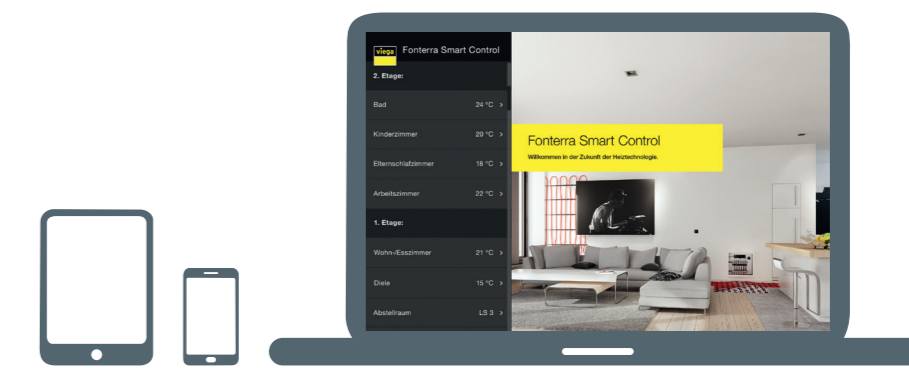 viega Fonterra Smart Control
2. Etage:
Bad 24 °C >
Kinderzimmer 20 °C >
Elternschlafzimmer 18 °C >
Arbeitszimmer 22 °C >
1. Etage:
Wohn-/Esszimmer 21 °C >
Diele 15 °C >
Abstellraum LS 3 >
Fonterra Smart Control
Willkommen in der Zukunft der Heiztechnologie.